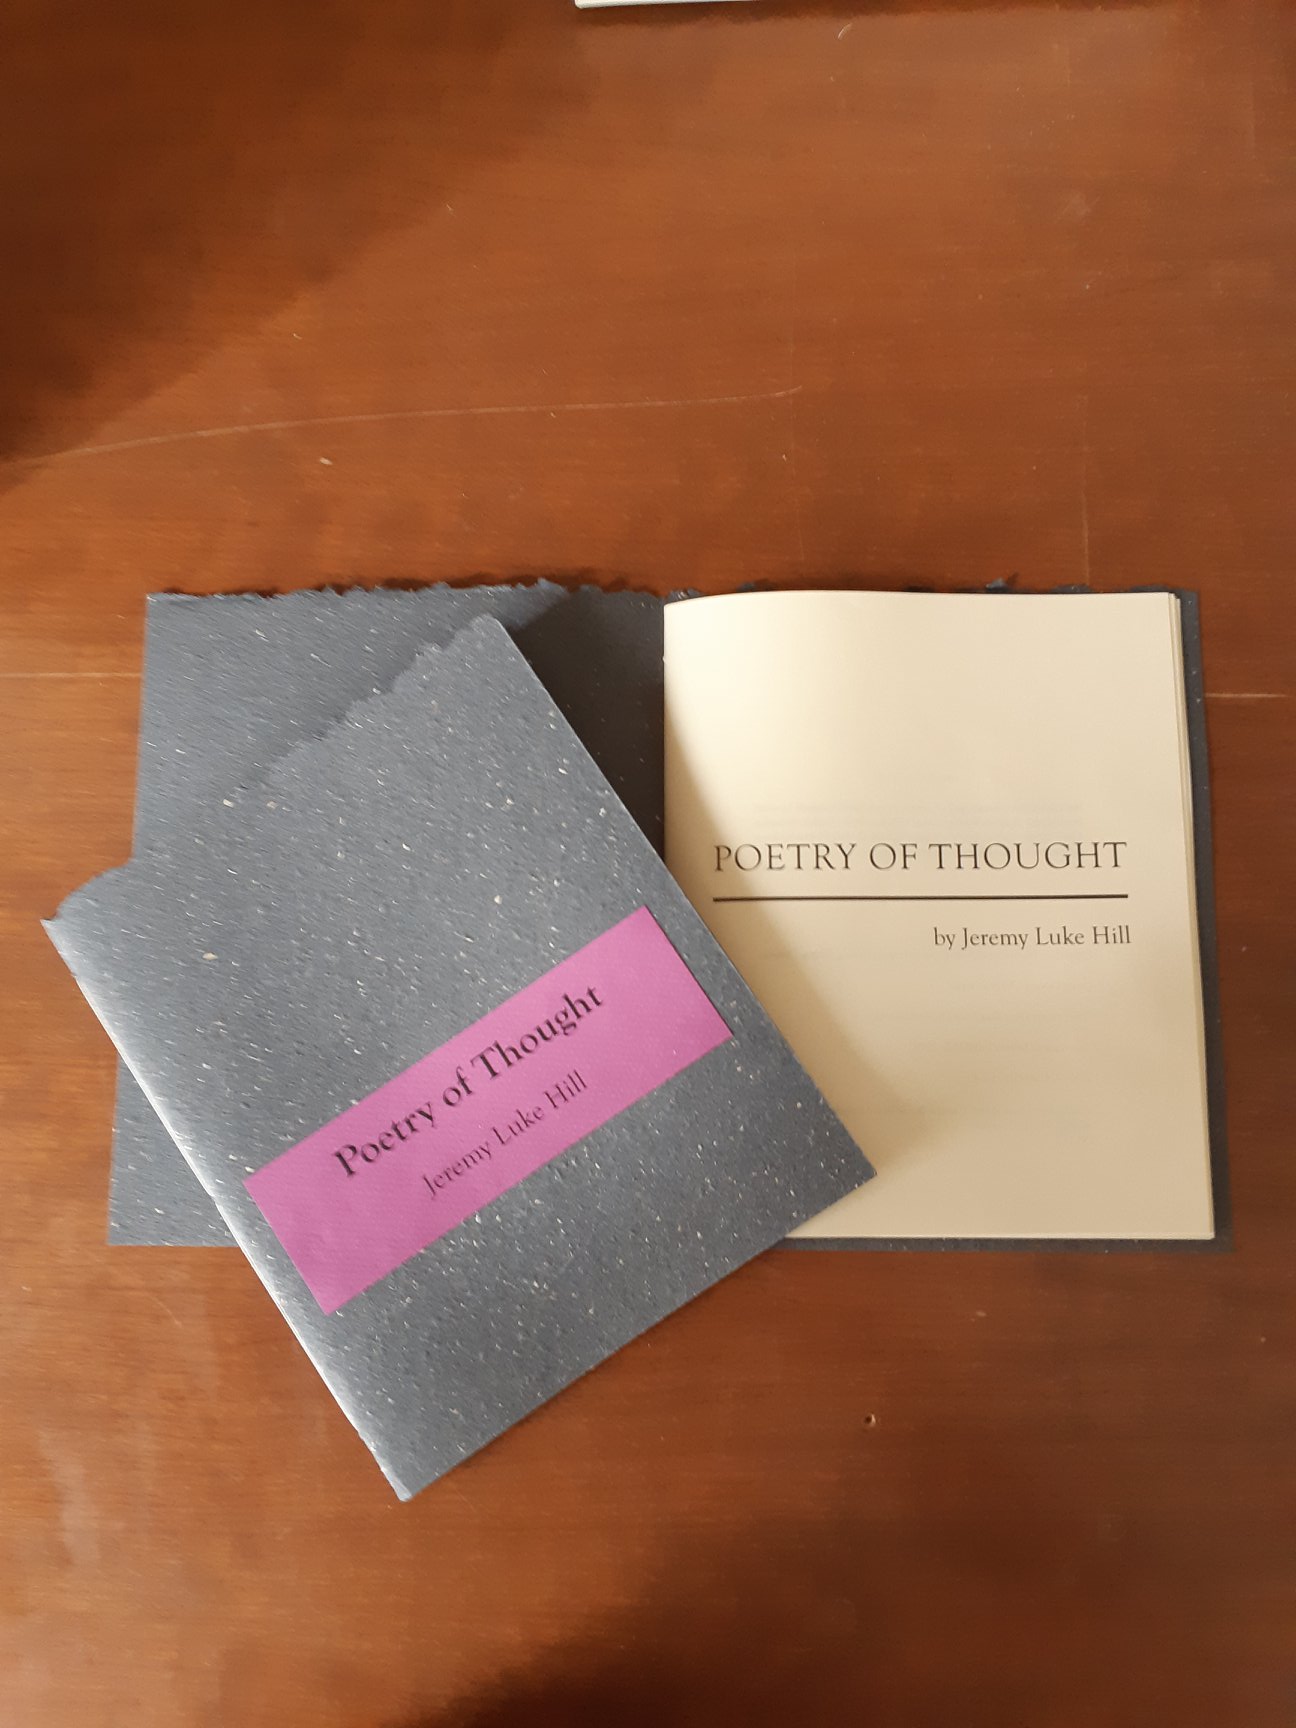 Poetry of Thought
Jeremy Luke Hill
POETRY OF THOUGHT
by Jeremy Luke Hill